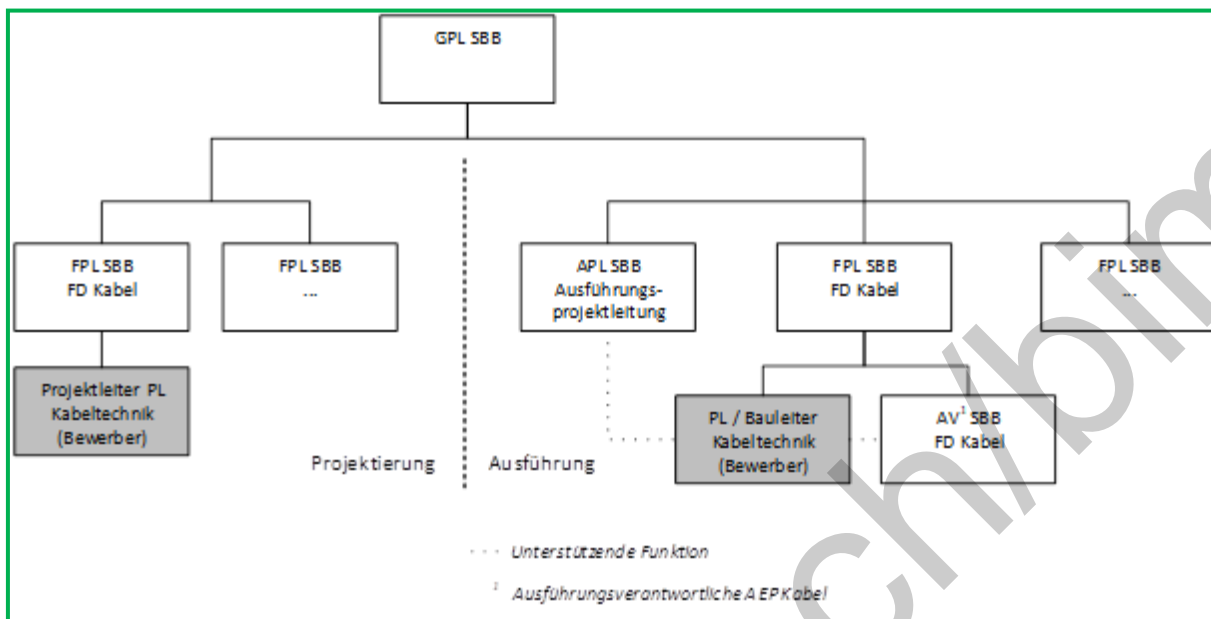 GPL SBB
FPL SBB
FD Kabel
FPL SBB
...
APL SBB
Ausführungs-
projektleitung
FPL SBB
FD Kabel
FPL SBB
...
Projektleiter PL
Kabeltechnik
(Bewerber)
PL / Bauleiter
Kabeltechnik
(Bewerber)
AV¹ SBB
FD Kabel
Projektierung
Ausführung
... Unterstützende Funktion
¹ Ausführungsverantwortliche AEP Kabel
ch/bim